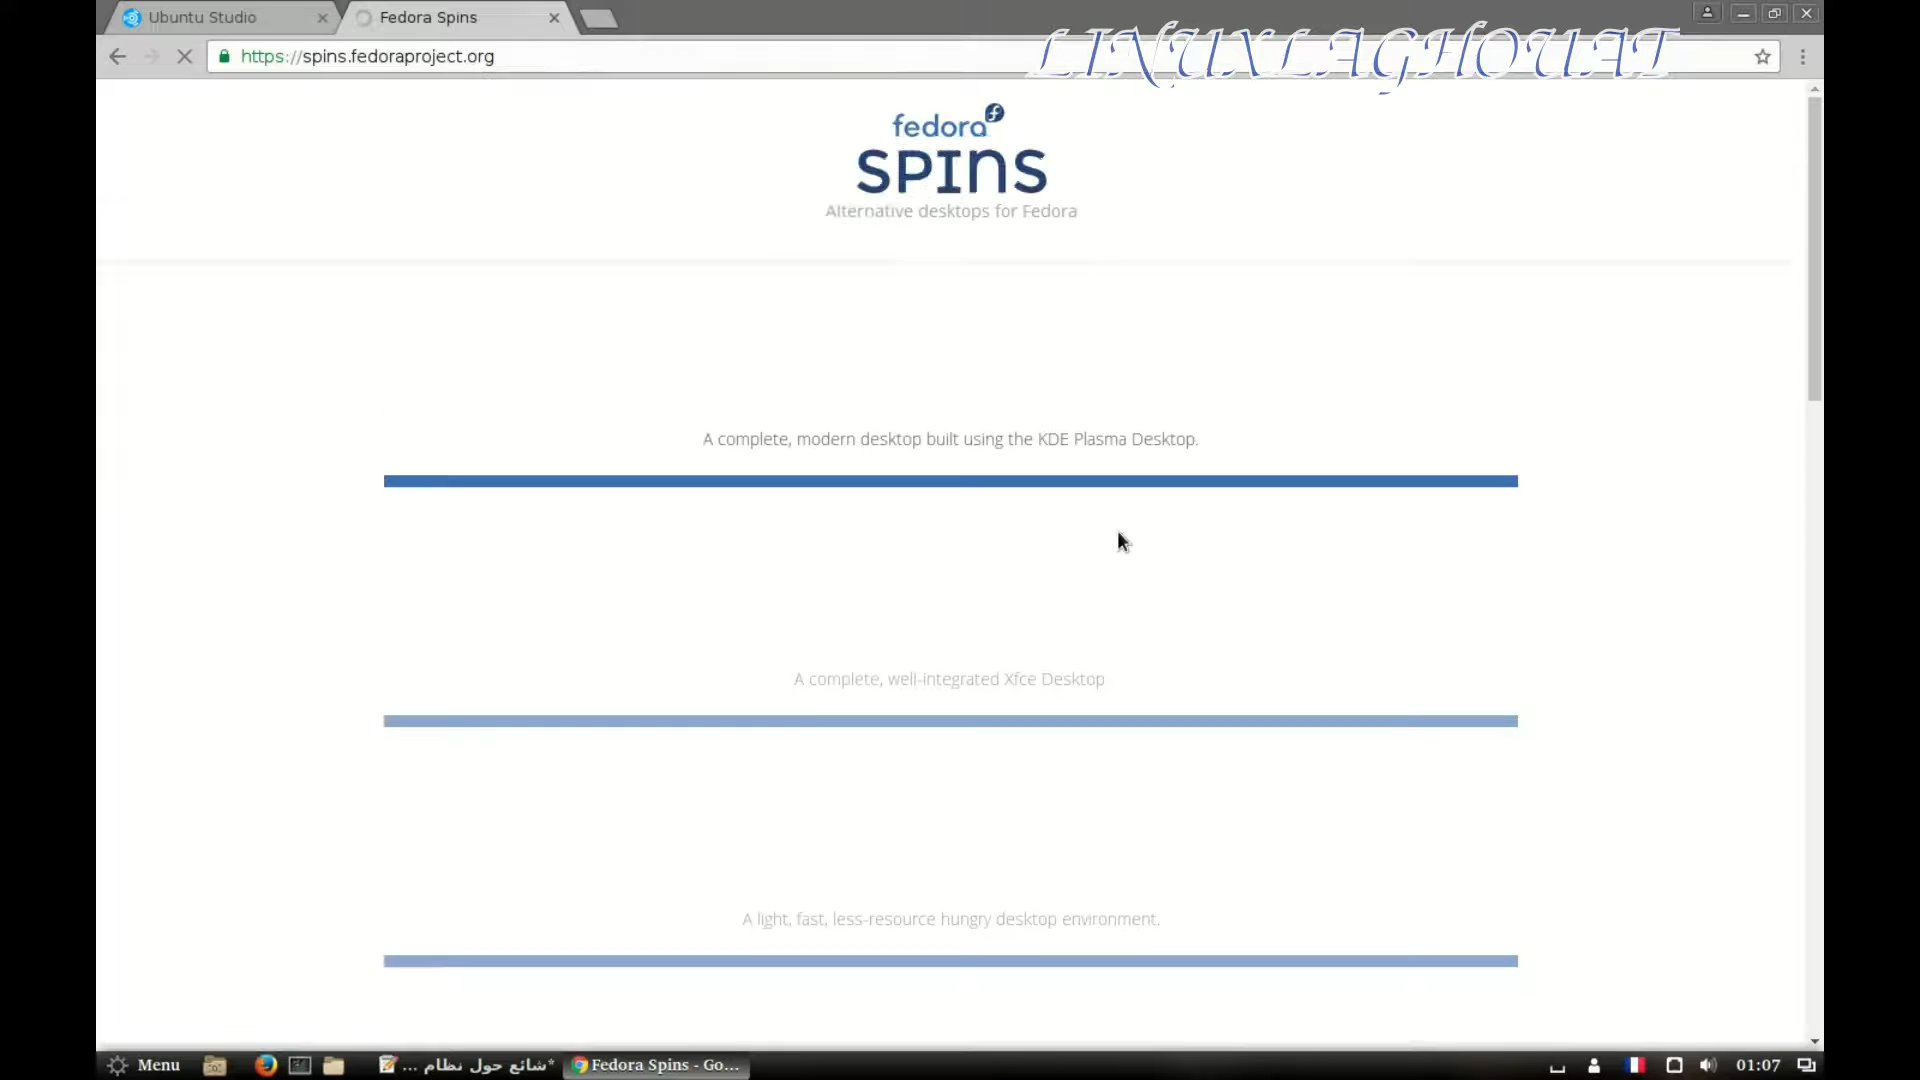 Ubuntu Studio
Fedora Spins
https://spins.fedoraproject.org
LINUXLAGHOUAT
fedora
SPINS
Alternative desktops for Fedora
A complete, modern desktop built using the KDE Plasma Desktop.
A complete, well-integrated Xfce Desktop
A light, fast, less-resource hungry desktop environment.
Menu
*شائع حول نظام ...
Fedora Spins - Go...
01:07